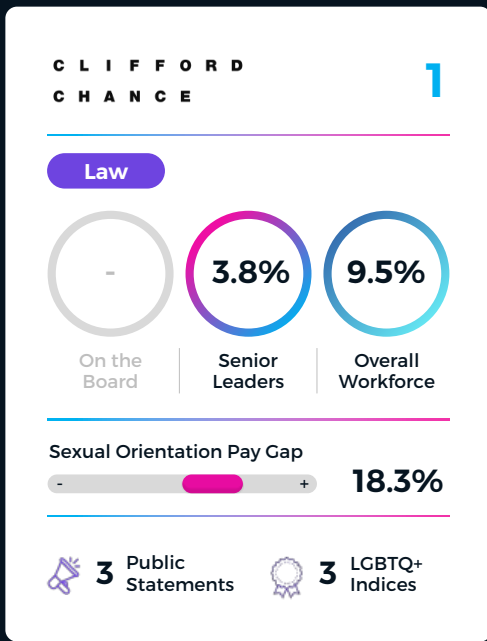 CLIFFORD
CHANCE
1
Law
-
3.8%
9.5%
On the
Board
Senior
Leaders
Overall
Workforce
Sexual Orientation Pay Gap
- +
18.3%
3 Public
Statements
3 LGBTQ+
Indices